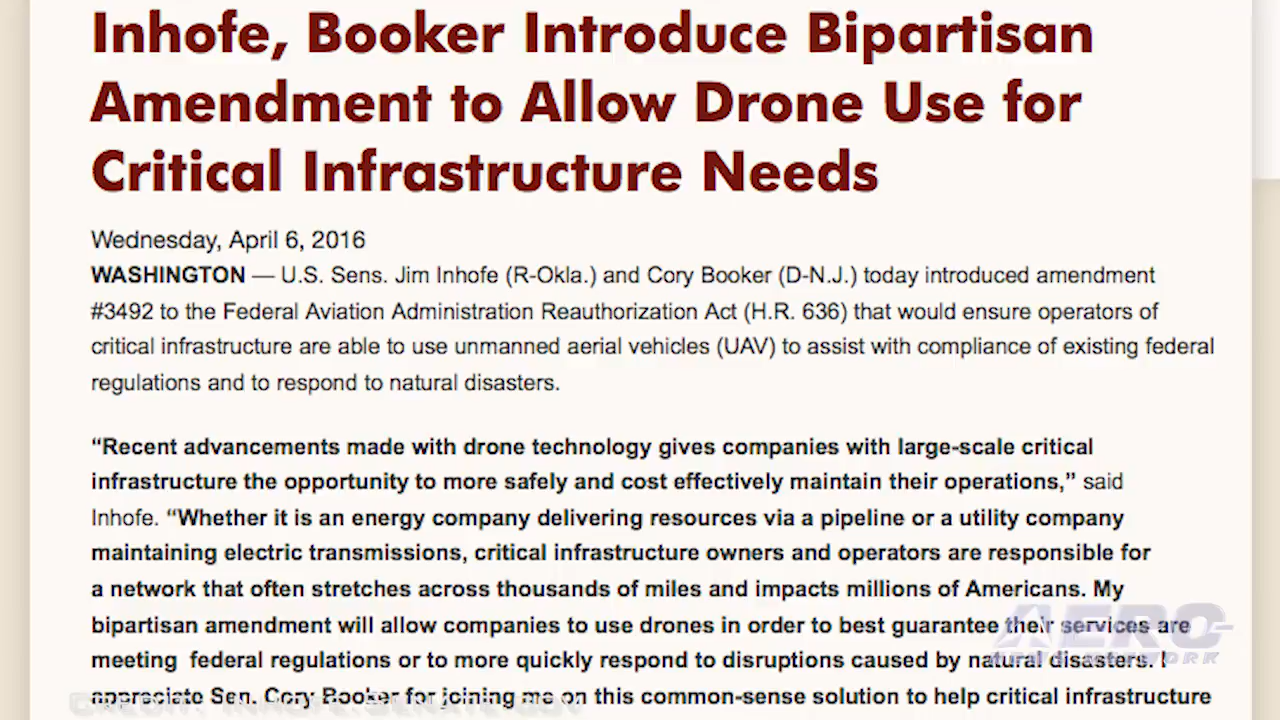 Inhofe, Booker Introduce Bipartisan
Amendment to Allow Drone Use for
Critical Infrastructure Needs
Wednesday, April 6, 2016
WASHINGTON — U.S. Sens. Jim Inhofe (R-Okla.) and Cory Booker (D-N.J.) today introduced amendment
#3492 to the Federal Aviation Administration Reauthorization Act (H.R. 636) that would ensure operators of
critical infrastructure are able to use unmanned aerial vehicles (UAV) to assist with compliance of existing federal
regulations and to respond to natural disasters.
“Recent advancements made with drone technology gives companies with large-scale critical
infrastructure the opportunity to more safely and cost effectively maintain their operations,” said
Inhofe. “Whether it is an energy company delivering resources via a pipeline or a utility company
maintaining electric transmissions, critical infrastructure owners and operators are responsible for
a network that often stretches across thousands of miles and impacts millions of Americans. My
bipartisan amendment will allow companies to use drones in order to best guarantee their services are
meeting federal regulations or to more quickly respond to disruptions caused by natural disasters. I
appreciate Sen. Cory Booker for joining me on this common-sense solution to help critical infrastructure
AERO
NEWS NETWORK
CREDIT: INHOFE.SENATE.GOV